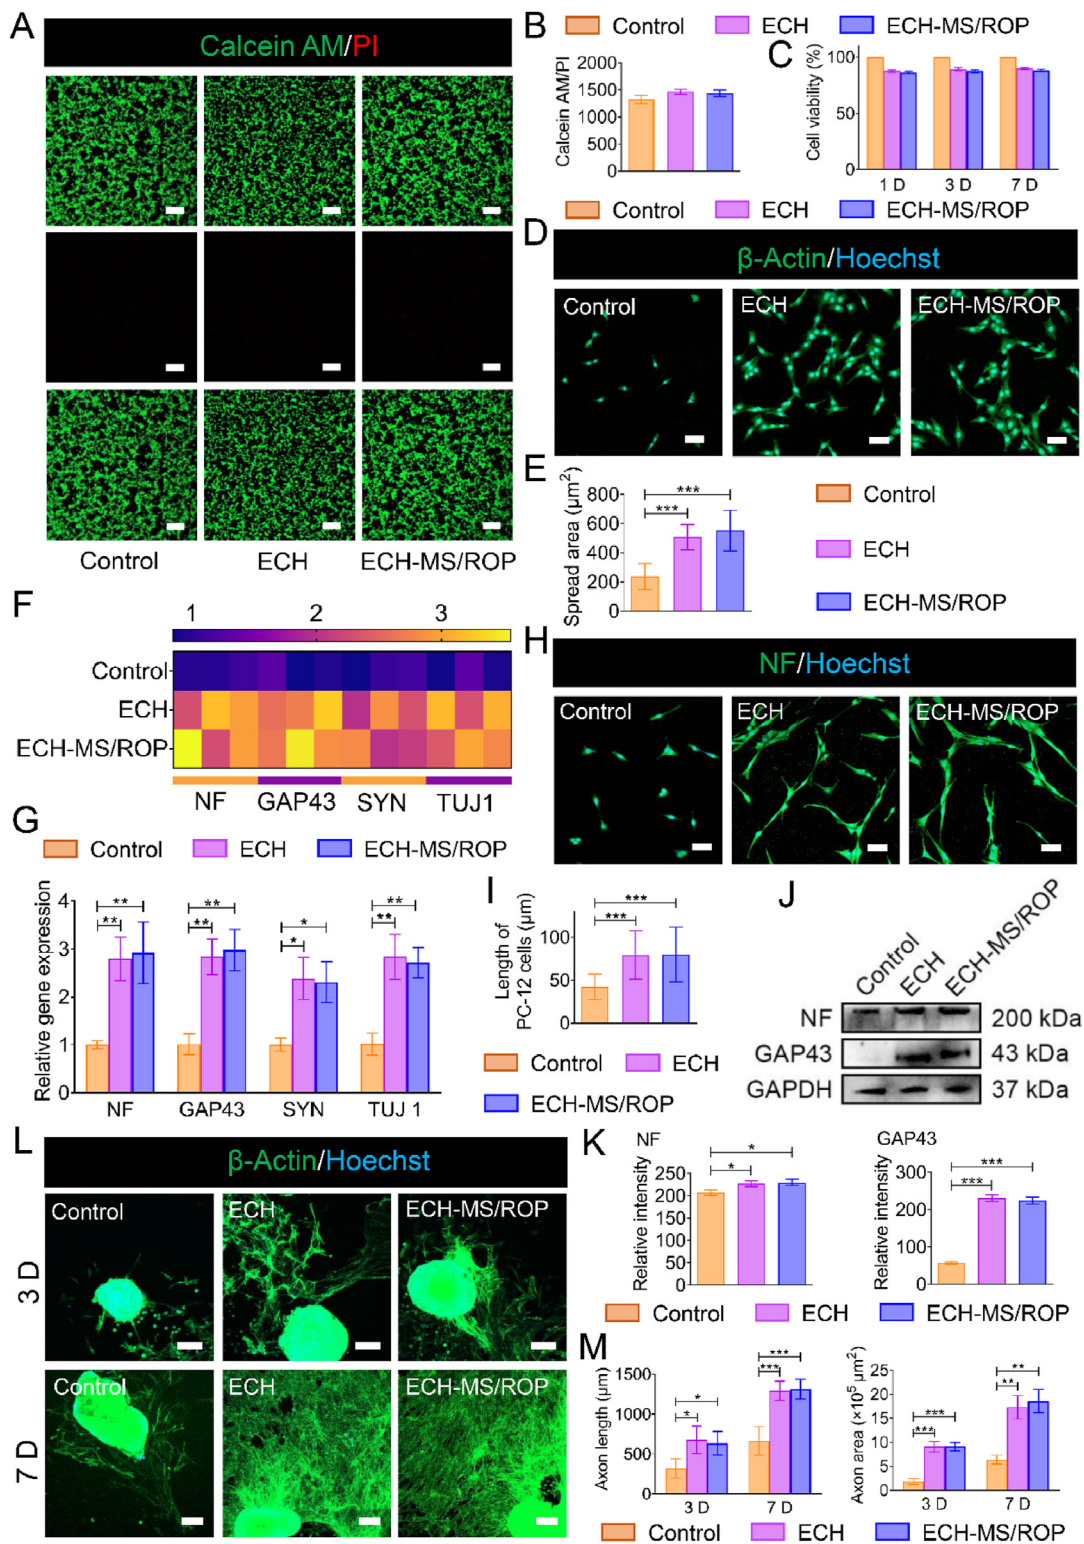 A
Calcein AM/PI
Control
ECH
ECH-MS/ROP
B
Control
ECH
ECH-MS/ROP
Calcein AM/PI
2000
1500
1000
500
0
C
Cell viability (%)
100
50
0
1 D
3 D
7 D
Control
ECH
ECH-MS/ROP
D
β-Actin/Hoechst
Control
ECH
ECH-MS/ROP
E
Spread area (μm²)
800
600
400
200
0
***
***
Control
ECH
ECH-MS/ROP
F
1
2
3
Control
ECH
ECH-MS/ROP
NF
GAP43
SYN
TUJ1
G
Control
ECH
ECH-MS/ROP
Relative gene expression
4
3
2
1
0
**
**
**
**
*
*
**
**
NF
GAP43
SYN
TUJ 1
H
NF/Hoechst
Control
ECH
ECH-MS/ROP
I
Length of
PC-12 cells (μm)
100
50
0
***
***
Control
ECH
ECH-MS/ROP
J
Control
ECH
ECH-MS/ROP
NF
200 kDa
GAP43
43 kDa
GAPDH
37 kDa
K
NF
Relative intensity
250
200
150
100
50
0
*
*
GAP43
Relative intensity
300
200
100
0
***
***
Control
ECH
ECH-MS/ROP
L
β-Actin/Hoechst
3 D
Control
ECH
ECH-MS/ROP
7 D
Control
ECH
ECH-MS/ROP
M
Axon length (μm)
1500
1000
500
0
*
*
***
***
3 D
7 D
Axon area (×10⁵ μm²)
25
20
15
10
5
0
***
***
**
**
3 D
7 D
Control
ECH
ECH-MS/ROP